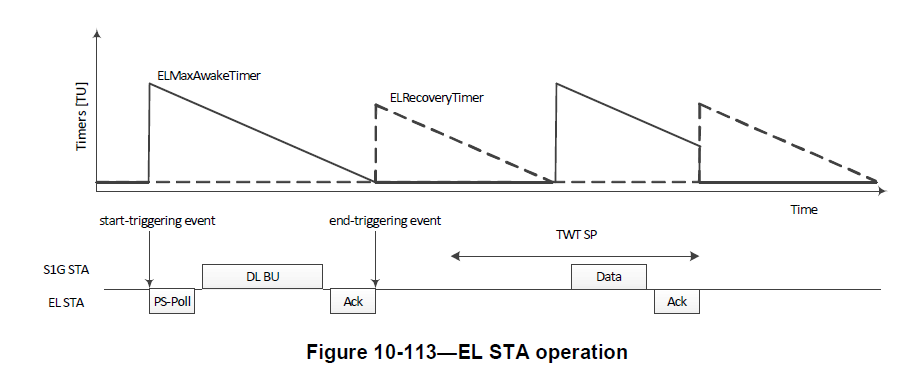 ELMaxAwakeTimer
ELRecoveryTimer
Timers [TU]
Time
start-triggering event
end-triggering event
TWT SP
S1G STA
DL BU
Data
EL STA
PS-Poll
Ack
Ack
Figure 10-113—EL STA operation